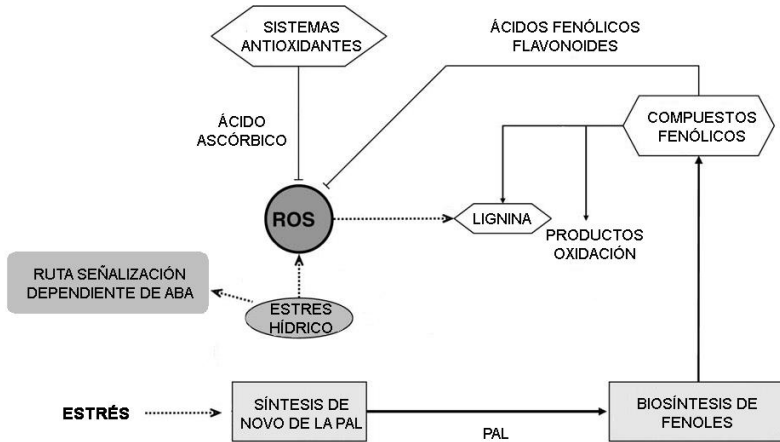 SISTEMAS
ANTIOXIDANTES
ÁCIDOS FENÓLICOS
FLAVONOIDES
COMPUESTOS
FENÓLICOS
ÁCIDO
ASCÓRBICO
ROS
LIGNINA
PRODUCTOS
OXIDACIÓN
RUTA SEÑALIZACIÓN
DEPENDIENTE DE ABA
ESTRES
HÍDRICO
ESTRÉS
SÍNTESIS DE
NOVO DE LA PAL
PAL
BIOSÍNTESIS DE
FENOLES